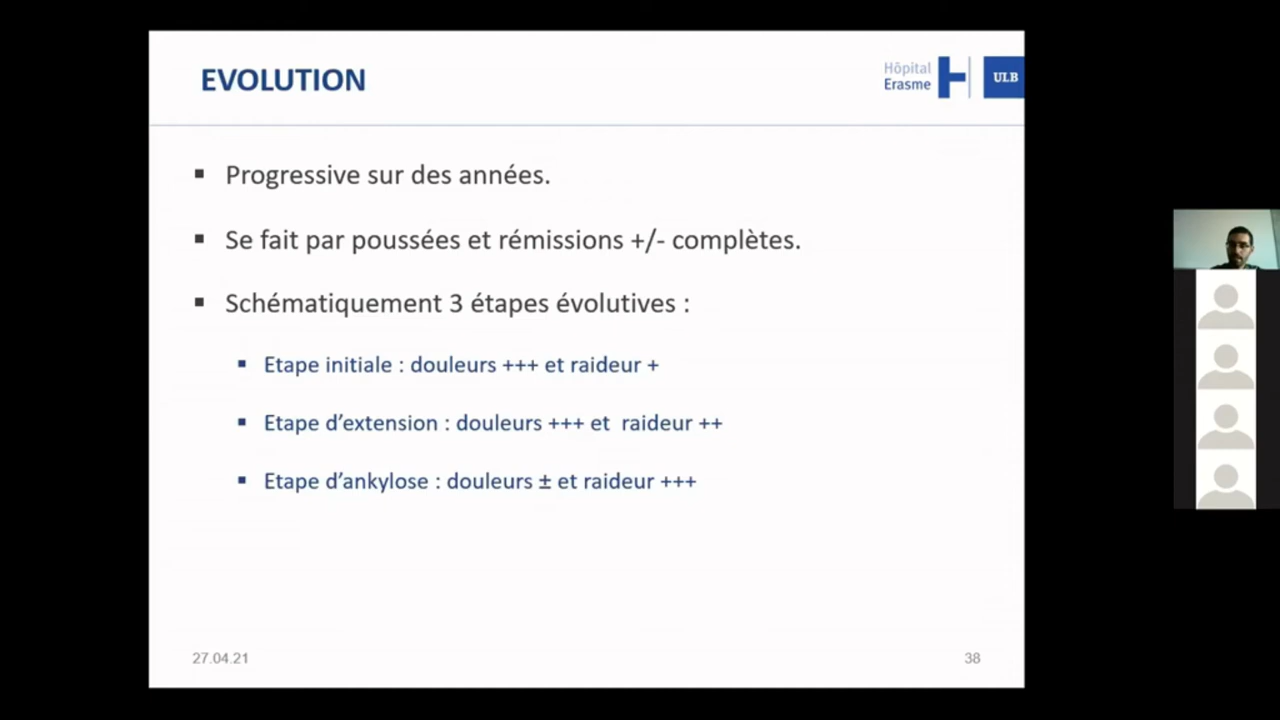 EVOLUTION
Hôpital
Erasme
ULB
▪ Progressive sur des années.
▪ Se fait par poussées et rémissions +/- complètes.
▪ Schématiquement 3 étapes évolutives :
▪ Etape initiale : douleurs +++ et raideur +
▪ Etape d’extension : douleurs +++ et raideur ++
▪ Etape d’ankylose : douleurs ± et raideur +++
27.04.21
38